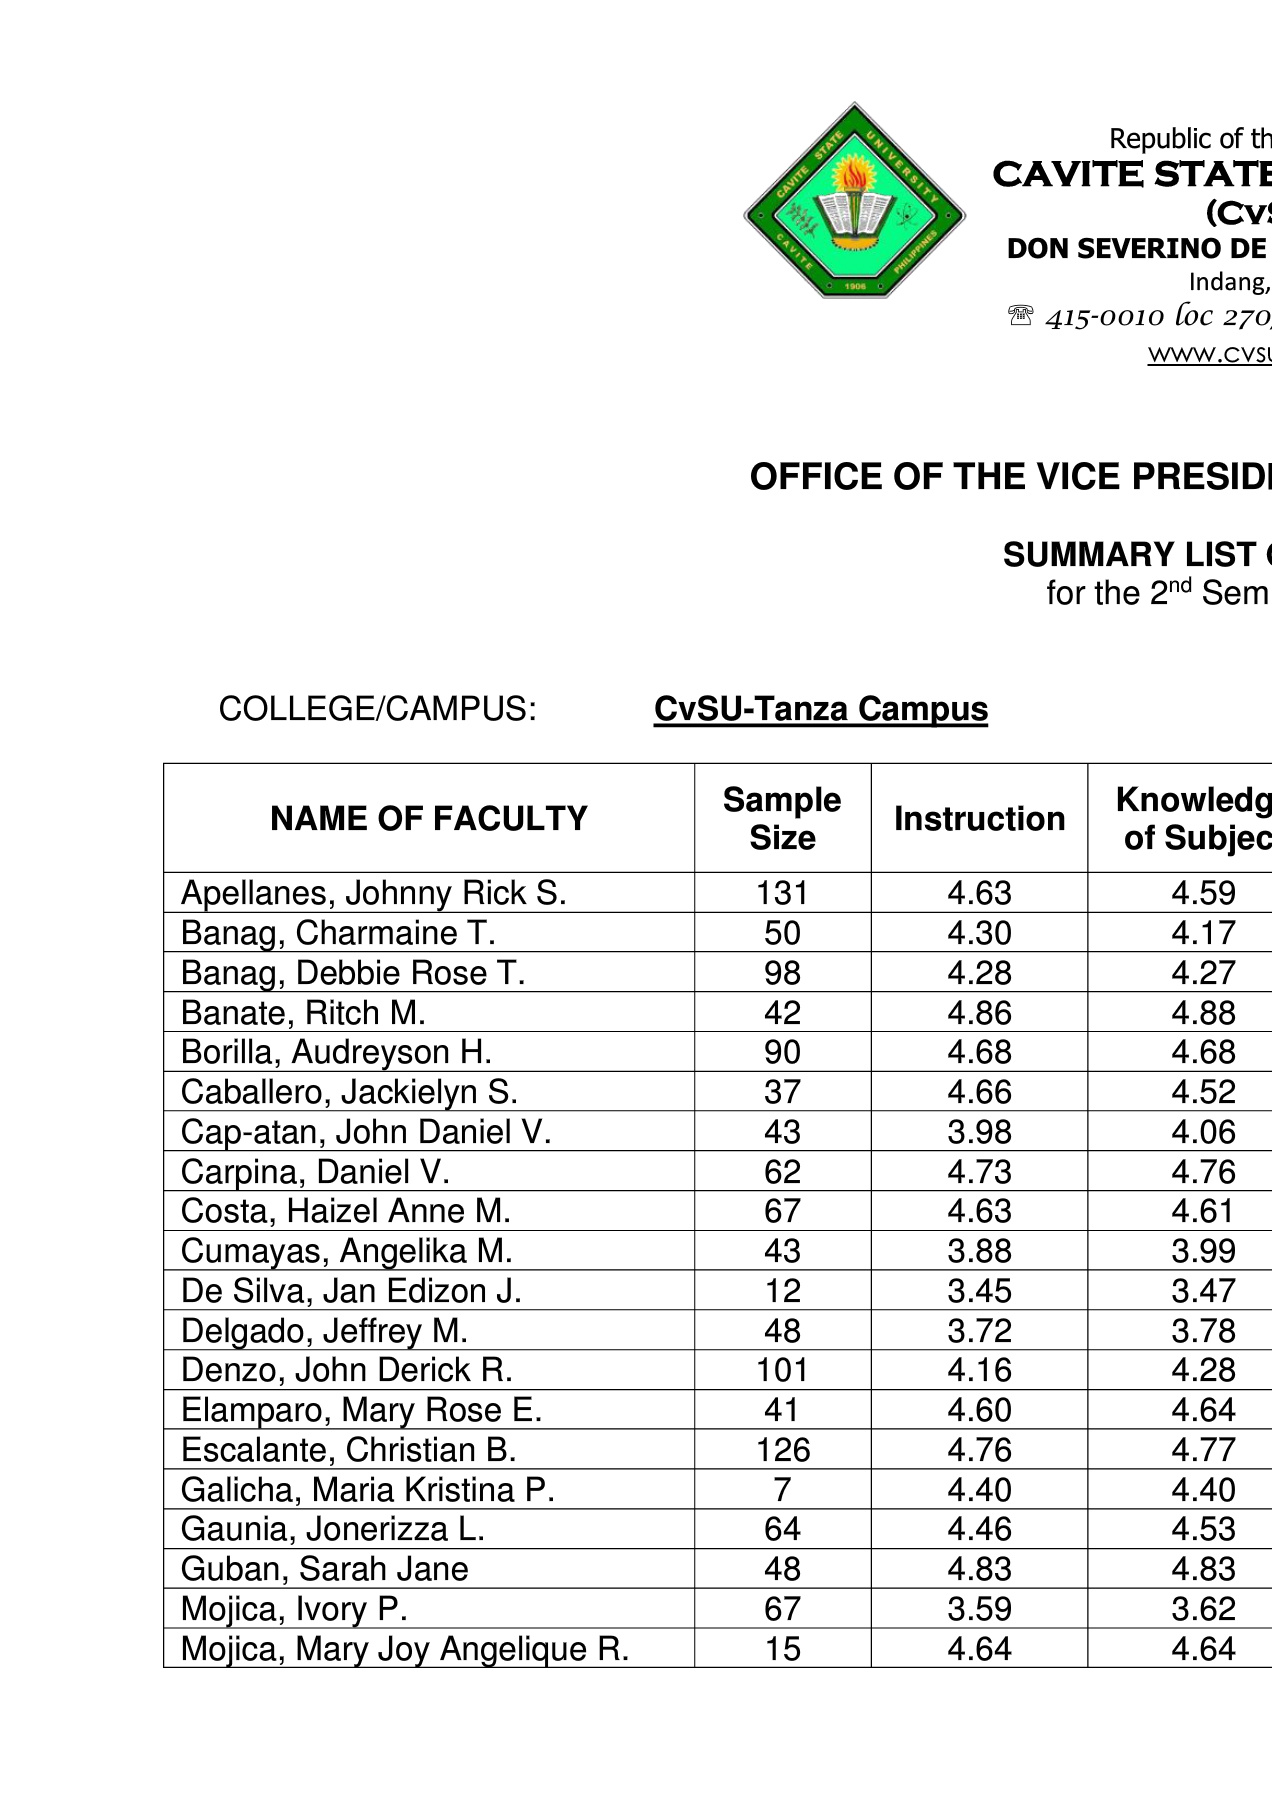 CAVITE STATE UNIVERSITY
CAVITE
PHILIPPINES
1906
Republic of th
CAVITE STATE
(CvS
DON SEVERINO DE
Indang,
☏ 415-0010 loc 270,
www.cvsu
OFFICE OF THE VICE PRESIDE
SUMMARY LIST O
for the 2nd Sem
COLLEGE/CAMPUS: CvSU-Tanza Campus
NAME OF FACULTY Sample Size Instruction Knowledg of Subjec
Apellanes, Johnny Rick S. 131 4.63 4.59
Banag, Charmaine T. 50 4.30 4.17
Banag, Debbie Rose T. 98 4.28 4.27
Banate, Ritch M. 42 4.86 4.88
Borilla, Audreyson H. 90 4.68 4.68
Caballero, Jackielyn S. 37 4.66 4.52
Cap-atan, John Daniel V. 43 3.98 4.06
Carpina, Daniel V. 62 4.73 4.76
Costa, Haizel Anne M. 67 4.63 4.61
Cumayas, Angelika M. 43 3.88 3.99
De Silva, Jan Edizon J. 12 3.45 3.47
Delgado, Jeffrey M. 48 3.72 3.78
Denzo, John Derick R. 101 4.16 4.28
Elamparo, Mary Rose E. 41 4.60 4.64
Escalante, Christian B. 126 4.76 4.77
Galicha, Maria Kristina P. 7 4.40 4.40
Gaunia, Jonerizza L. 64 4.46 4.53
Guban, Sarah Jane 48 4.83 4.83
Mojica, Ivory P. 67 3.59 3.62
Mojica, Mary Joy Angelique R. 15 4.64 4.64